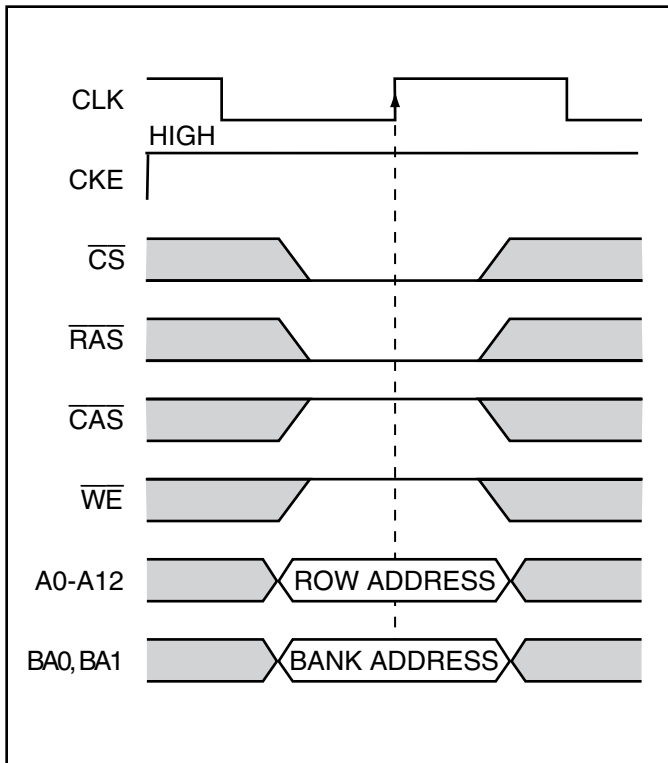 CLK
HIGH
CKE
CS
RAS
CAS
WE
A0-A12 ROW ADDRESS
BA0, BA1 BANK ADDRESS